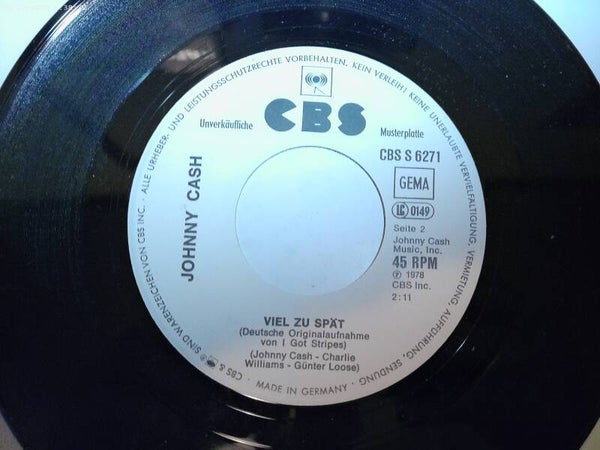 · ALLE URHEBER- UND LEISTUNGSSCHUTZRECHTE VORBEHALTEN. KEIN VERLEIH! KEINE UNERLAUBTE VERVIELFÄLTIGUNG, VERMIETUNG, AUFFÜHRUNG, SENDUNG
CBS
Unverkäufliche
Musterplatte
CBS S 6271
GEMA
LC 0149
JOHNNY CASH
Seite 2
Johnny Cash
Music, Inc.
45 RPM
℗ 1978
CBS Inc.
2:11
VIEL ZU SPÄT
(Deutsche Originalaufnahme
von I Got Stripes)
(Johnny Cash - Charlie
Williams - Günter Loose)
CBS & SIND WARENZEICHEN VON CBS INC.
· MADE IN GERMANY ·